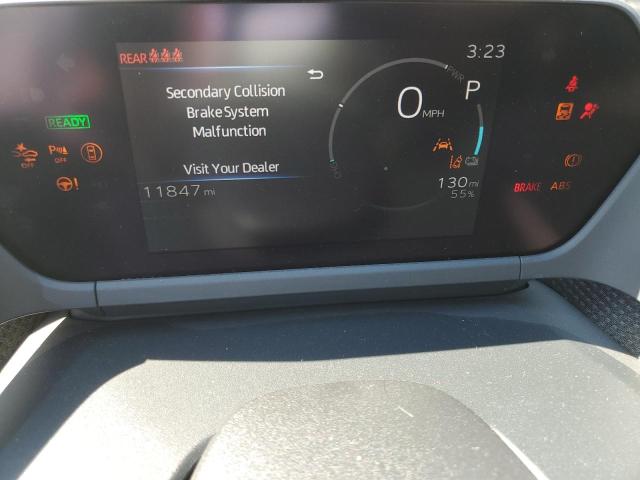 REAR
3:23
PWR
P
Secondary Collision
Brake System
Malfunction
0 MPH
READY
OFF
P
OFF
Visit Your Dealer
11847 mi
CHG
130 mi
55%
BRAKE
ABS